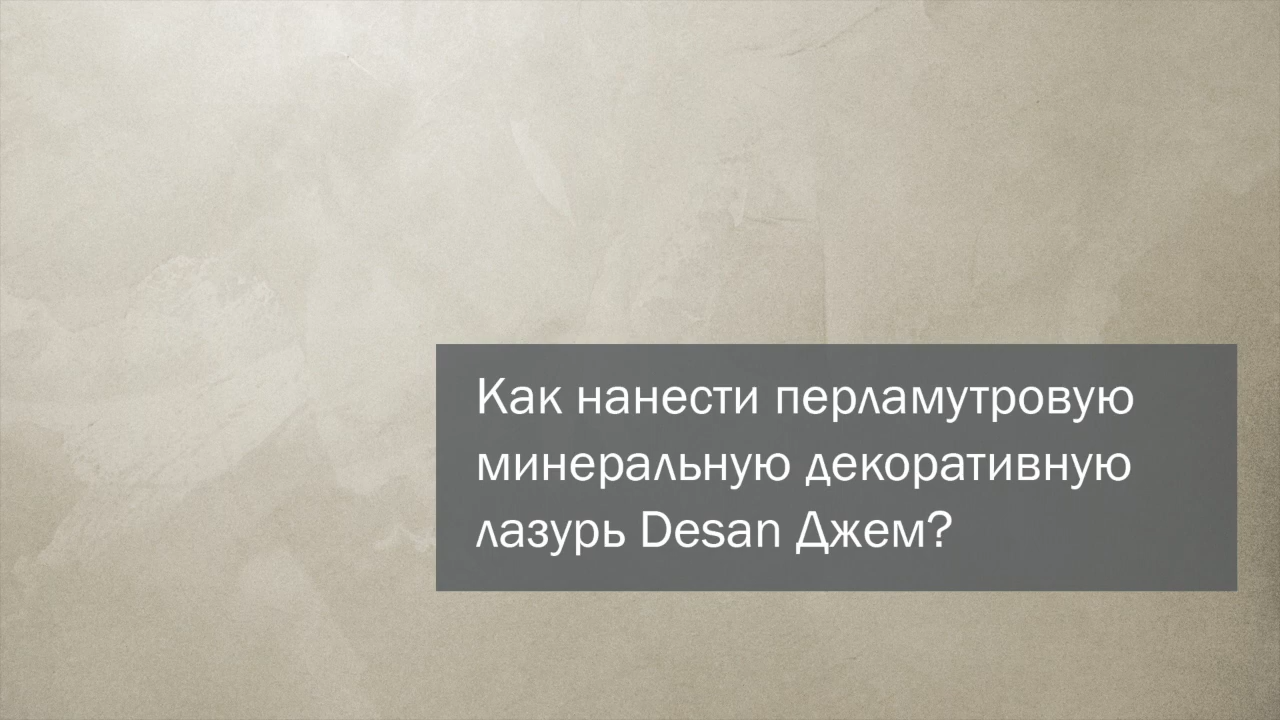 Как нанести перламутровую
минеральную декоративную
лазурь Desan Джем?